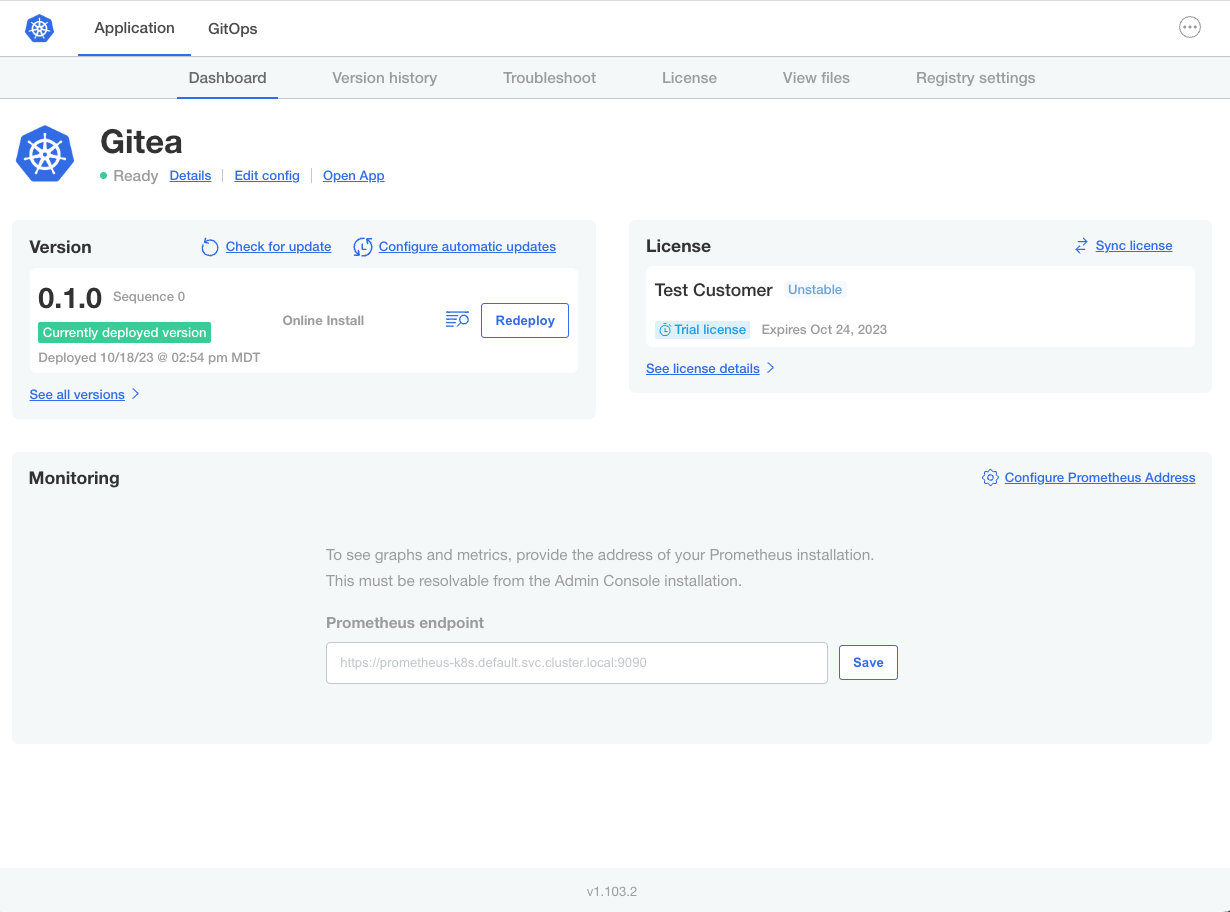 Application GitOps
Dashboard Version history Troubleshoot License View files Registry settings
Gitea
Ready Details Edit config Open App
Version Check for update Configure automatic updates
0.1.0 Sequence 0
Currently deployed version
Deployed 10/18/23 @ 02:54 pm MDT
Online Install
Redeploy
See all versions
License Sync license
Test Customer Unstable
Trial license Expires Oct 24, 2023
See license details
Monitoring Configure Prometheus Address
To see graphs and metrics, provide the address of your Prometheus installation.
This must be resolvable from the Admin Console installation.
Prometheus endpoint
https://prometheus-k8s.default.svc.cluster.local:9090 Save
v1.103.2